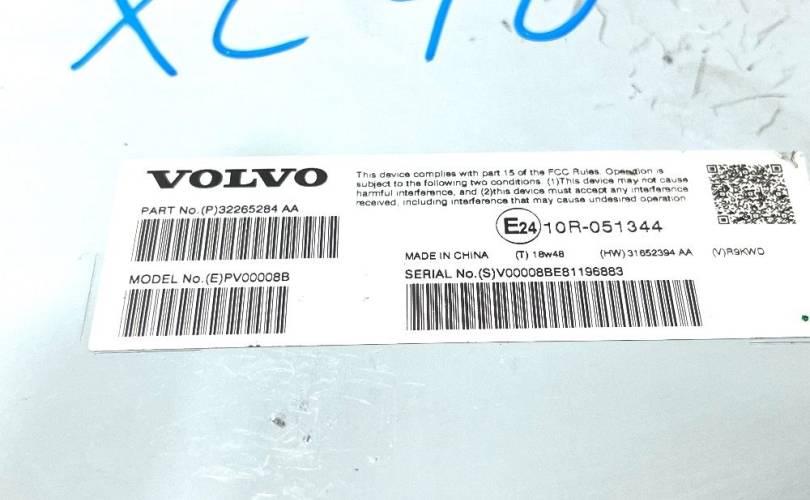 XC40
VOLVO
PART No.(P)32265284 AA
MODEL No.(E)PV00008B
This device complies with part 15 of the FCC Rules. Operation is
subject to the following two conditions. (1)This device may not cause
harmful interference, and (2)this device must accept any interference
received, including interference that may cause undesired operation
E24 10R-051344
MADE IN CHINA (T) 18w48 (HW) 31652394 AA (V)R9KWD
SERIAL No.(S)V00008BE81196883